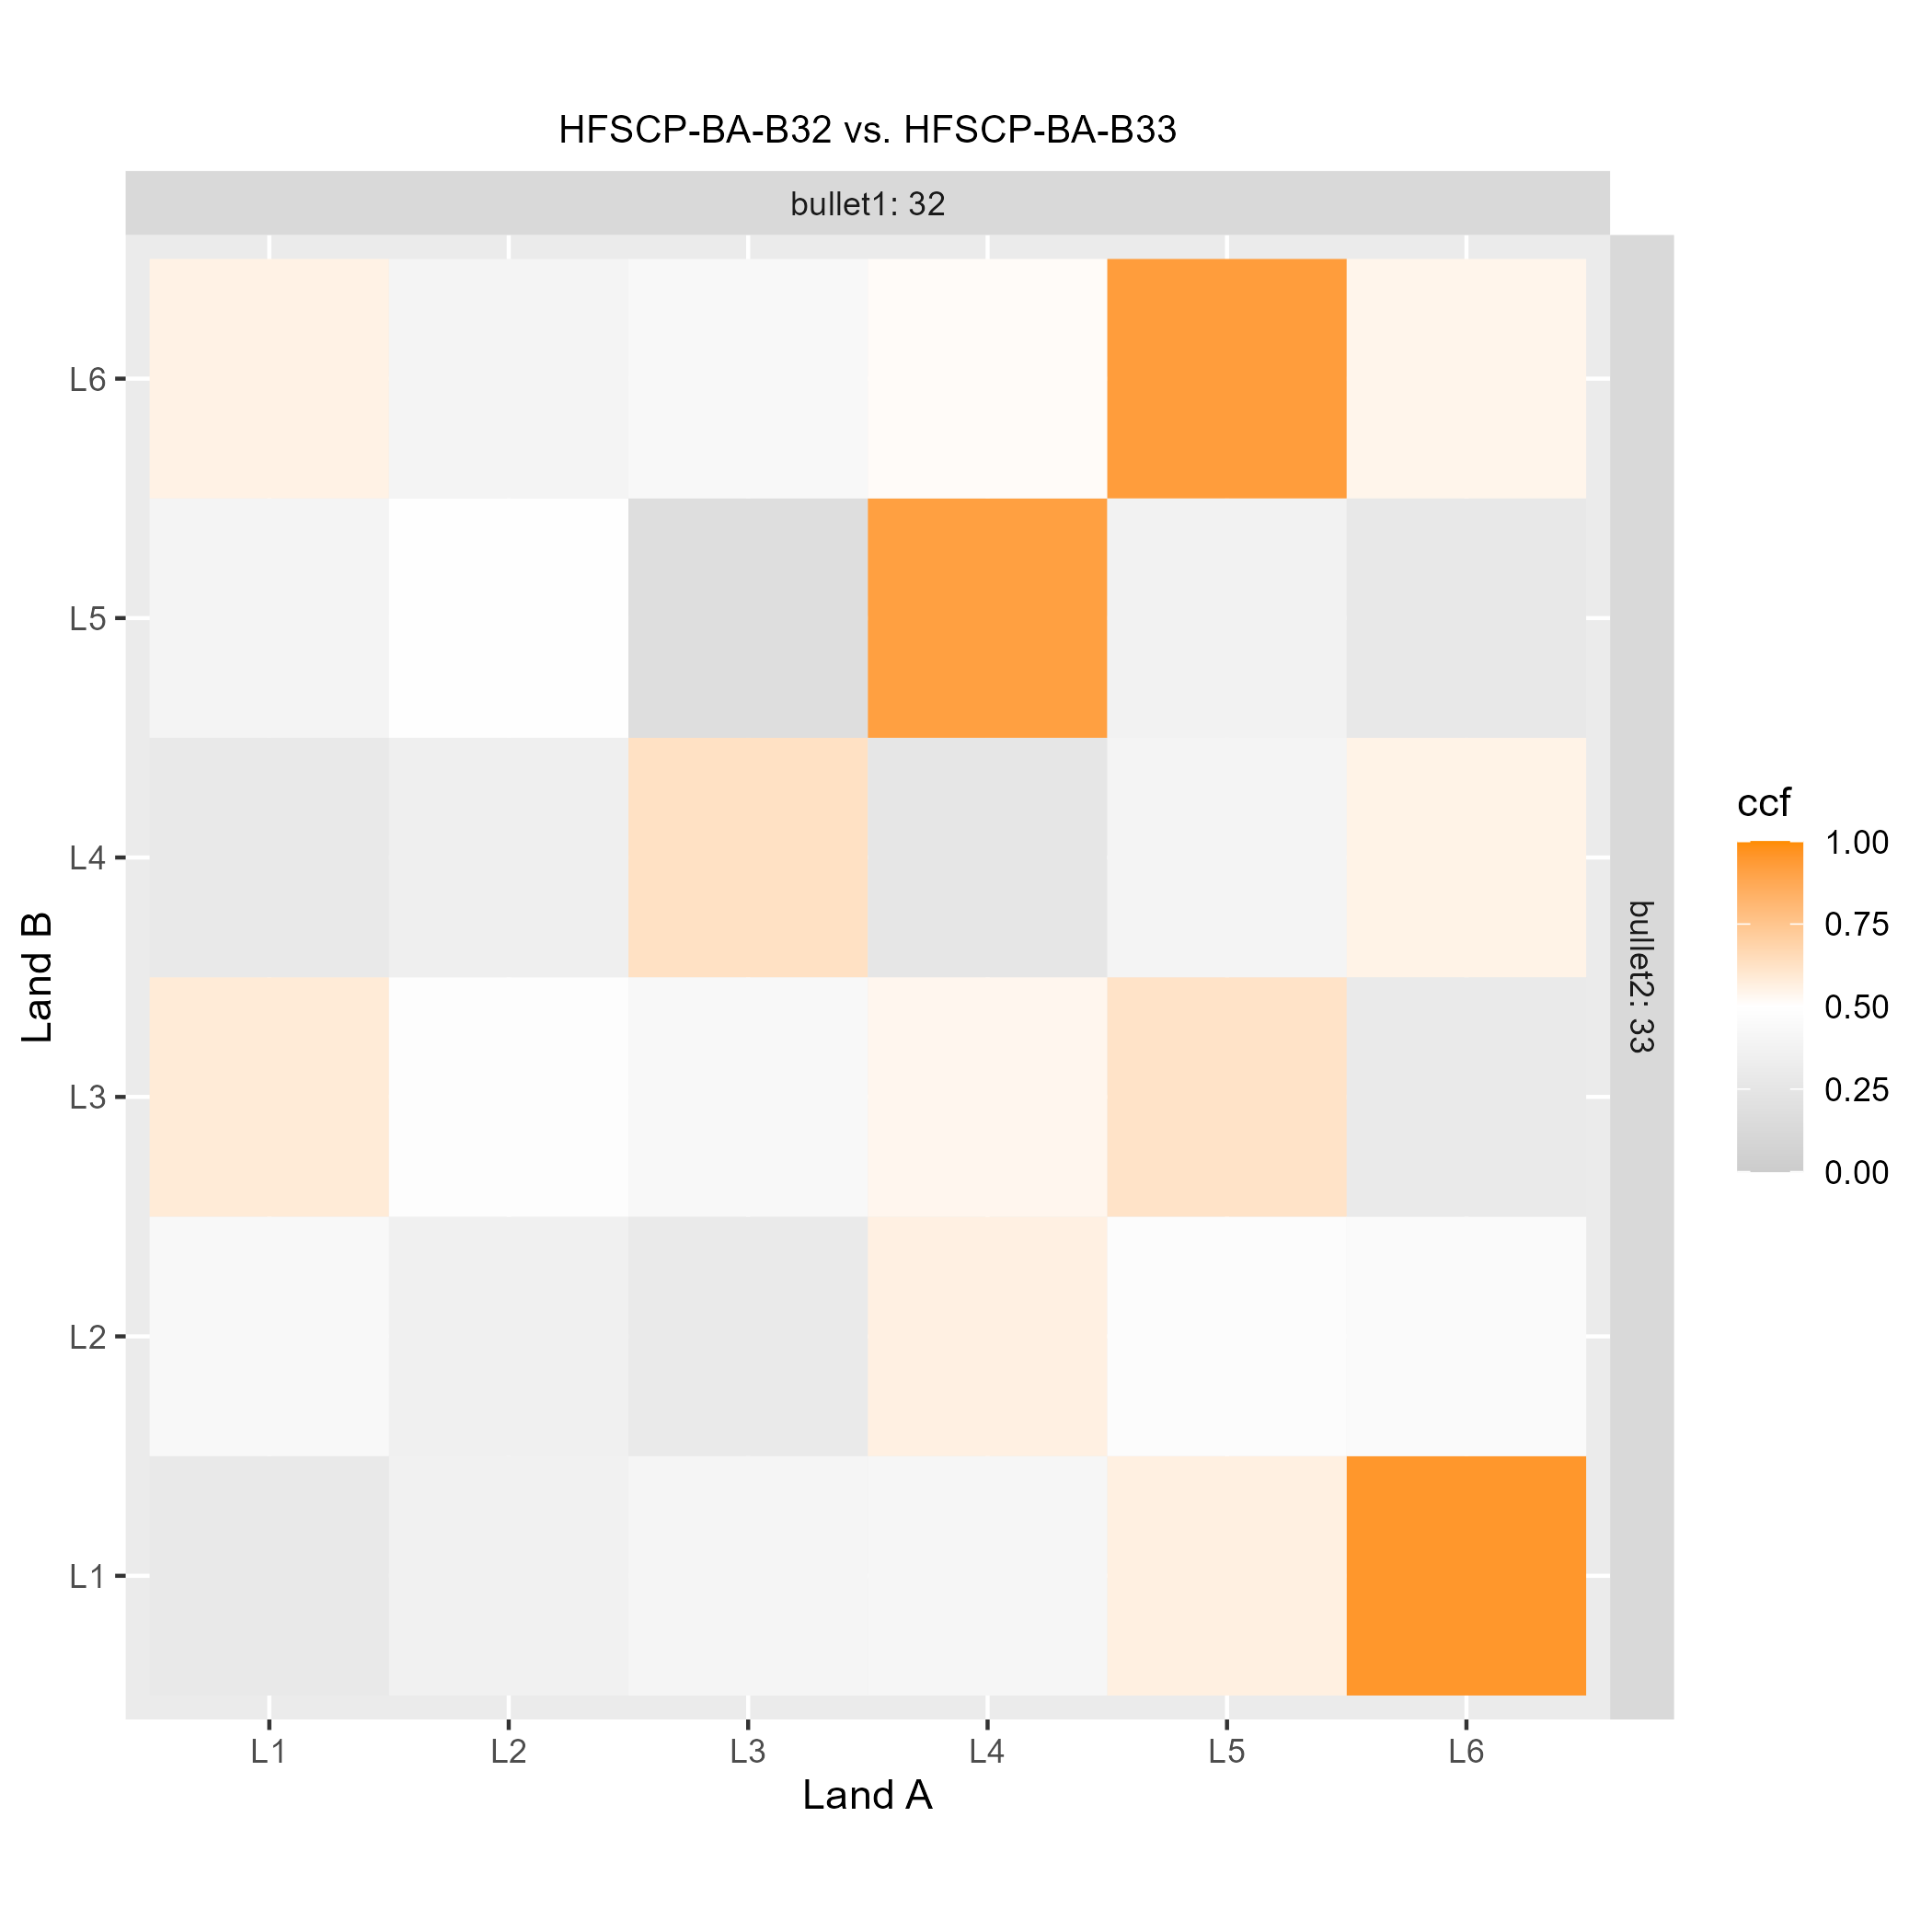 HFSCP-BA-B32 vs. HFSCP-BA-B33
bullet1: 32
L6
L5
L4
L3
L2
L1
Land B
bullet2: 33
L1 L2 L3 L4 L5 L6
Land A
ccf
1.00
0.75
0.50
0.25
0.00